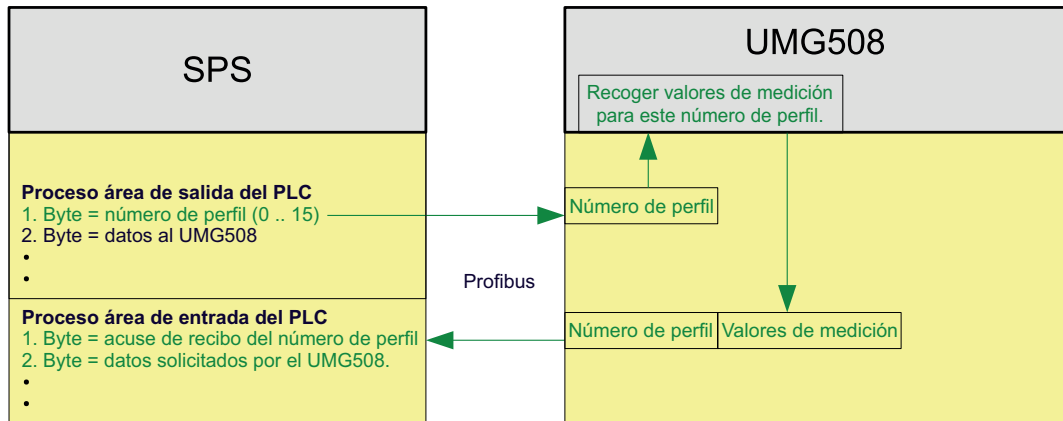 SPS
Proceso área de salida del PLC
1. Byte = número de perfil (0 .. 15)
2. Byte = datos al UMG508
•
•
Proceso área de entrada del PLC
1. Byte = acuse de recibo del número de perfil
2. Byte = datos solicitados por el UMG508.
•
•
Profibus
UMG508
Recoger valores de medición
para este número de perfil.
Número de perfil
Número de perfil
Valores de medición